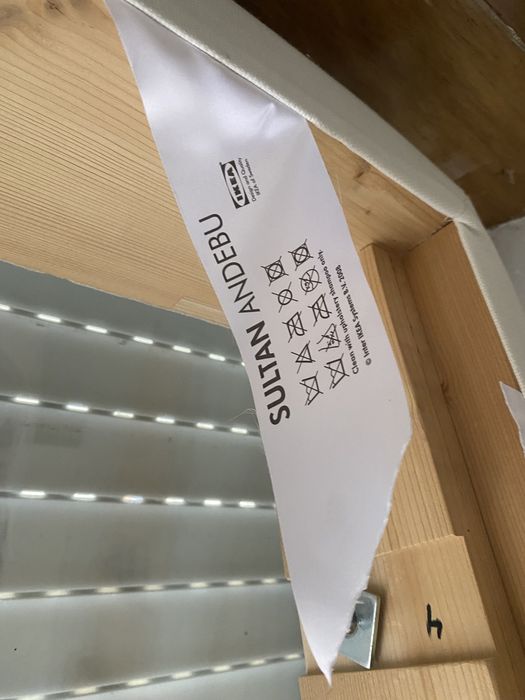 IKEA
Design and Quality
IKEA of Sweden
SULTAN ANDEBU
Clean with upholstery shampoo only.
© Inter IKEA Systems B.V. 2008